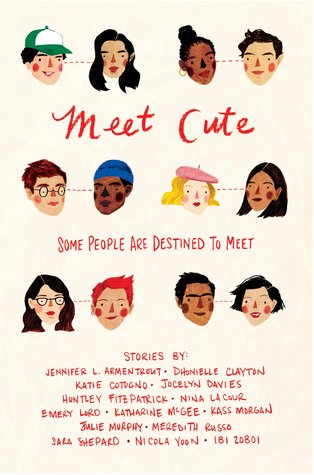 Meet Cute
SOME PEOPLE ARE DESTINED TO MEET
STORIES BY:
JENNIFER L. ARMENTROUT · DHONIELLE CLAYTON
KATIE COTUGNO · JOCELYN DAVIES
HUNTLEY FITZPATRICK · NINA LACOUR
EMERY LORD · KATHARINE MCGEE · KASS MORGAN
JULIE MURPHY · MEREDITH RUSSO
SARA SHEPARD · NICOLA YOON · IBI ZOBOI